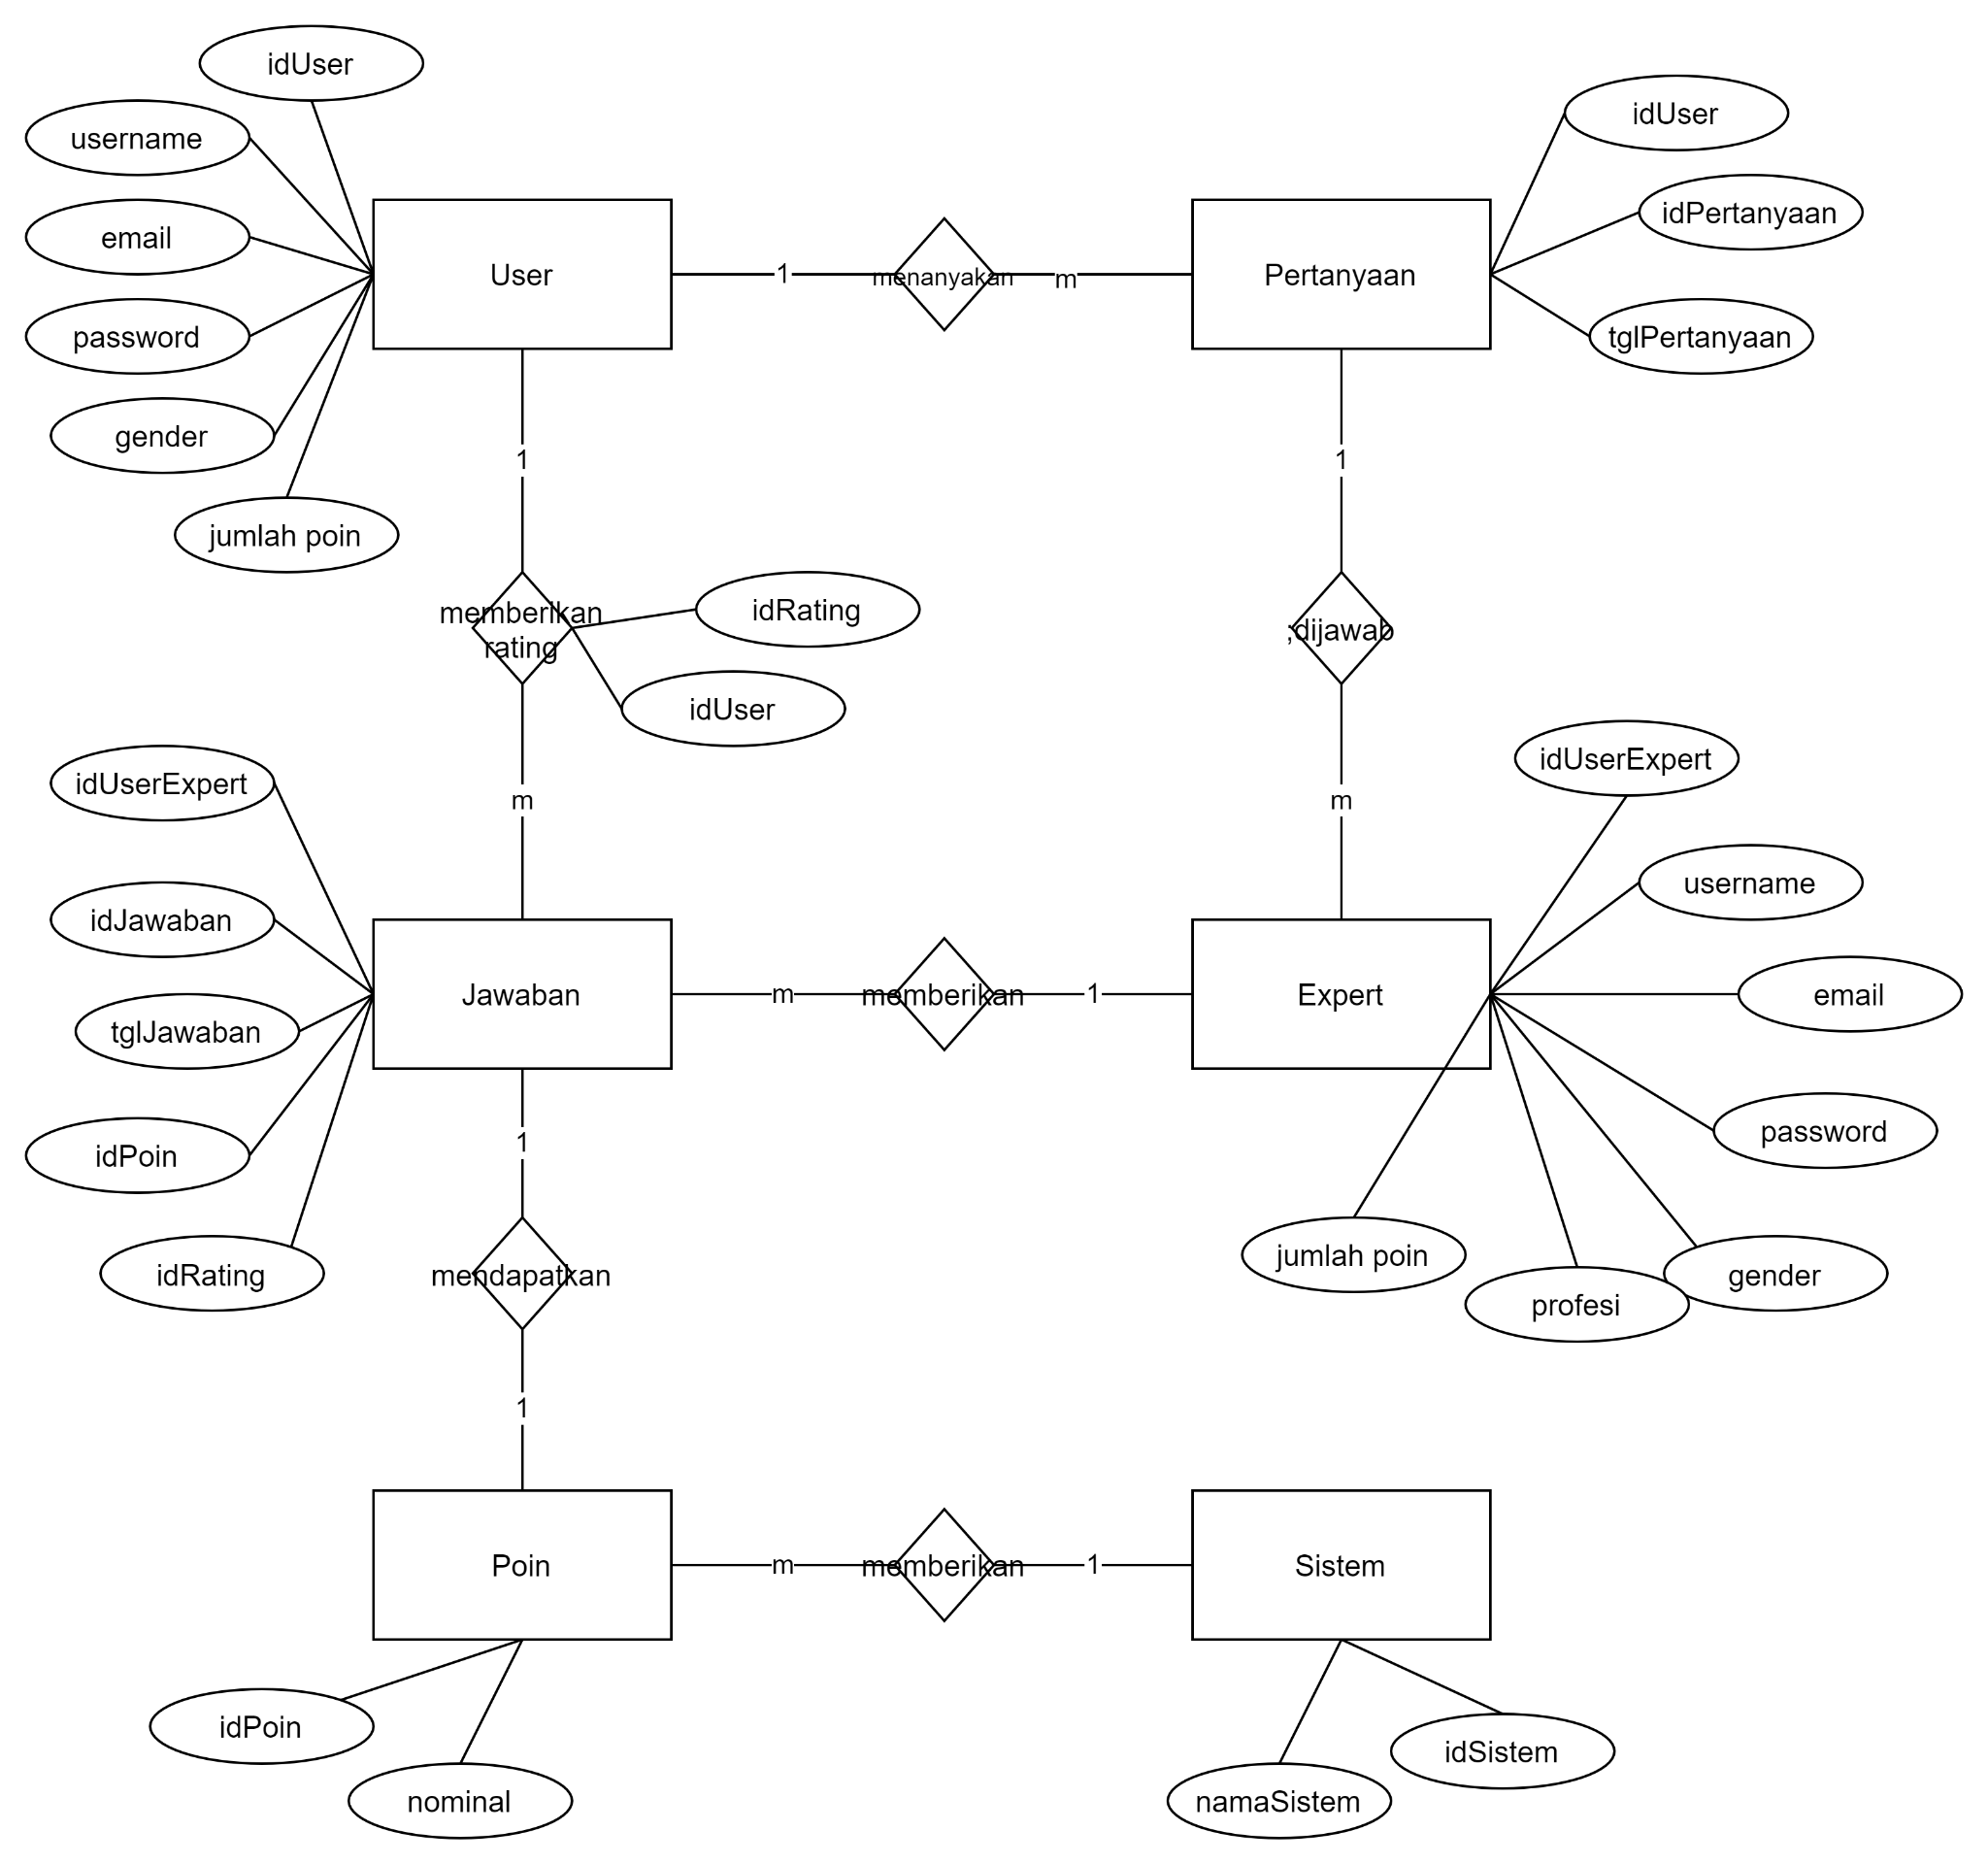 idUser
username
email
password
gender
jumlah poin
User
1
menanyakan
m
Pertanyaan
idUser
idPertanyaan
tglPertanyaan
1
memberikan
rating
idRating
idUser
m
1
;dijawab
m
idUserExpert
idJawaban
tglJawaban
idPoin
idRating
Jawaban
m
memberikan
1
Expert
idUserExpert
username
email
password
gender
profesi
jumlah poin
1
mendapatkan
1
Poin
m
memberikan
1
Sistem
idPoin
nominal
namaSistem
idSistem